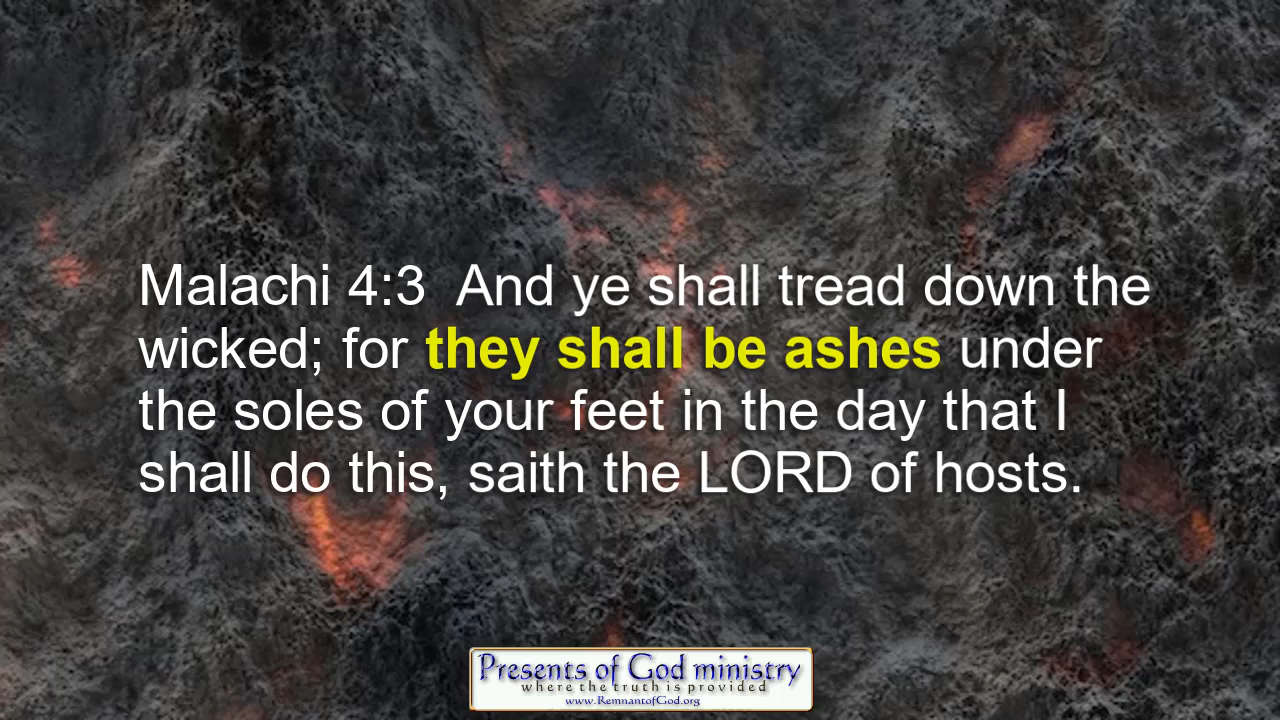 Malachi 4:3  And ye shall tread down the
wicked; for they shall be ashes under
the soles of your feet in the day that I
shall do this, saith the LORD of hosts.
Presents of God ministry
where the truth is provided
www.RemnantofGod.org